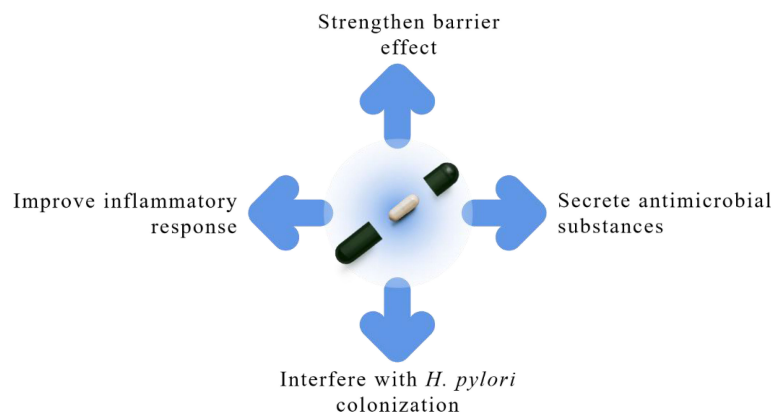 Strengthen barrier
effect
Improve inflammatory
response
Secrete antimicrobial
substances
Interfere with H. pylori
colonization